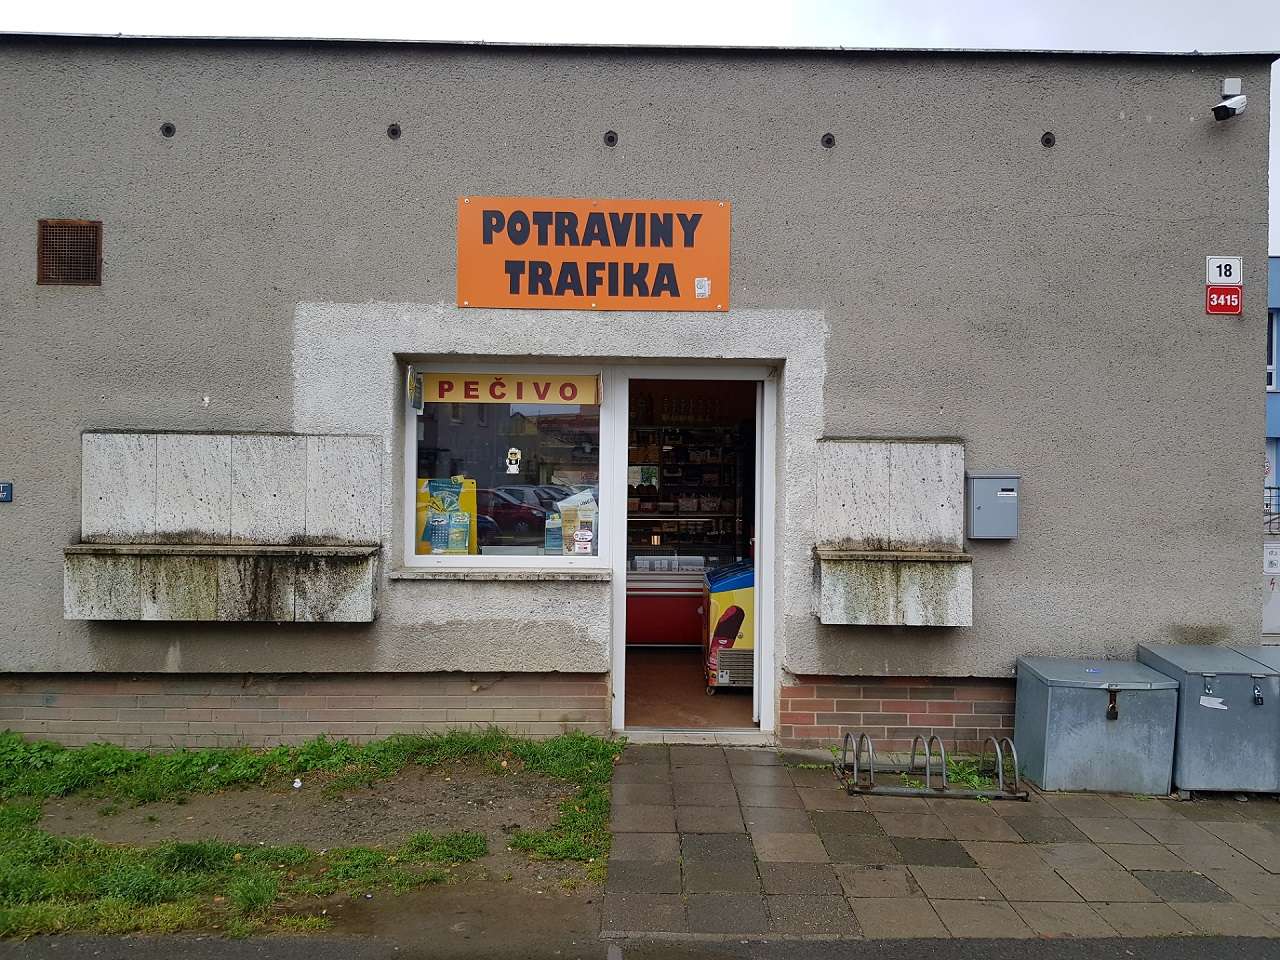 POTRAVINY
TRAFIKA
18
3415
PEČIVO